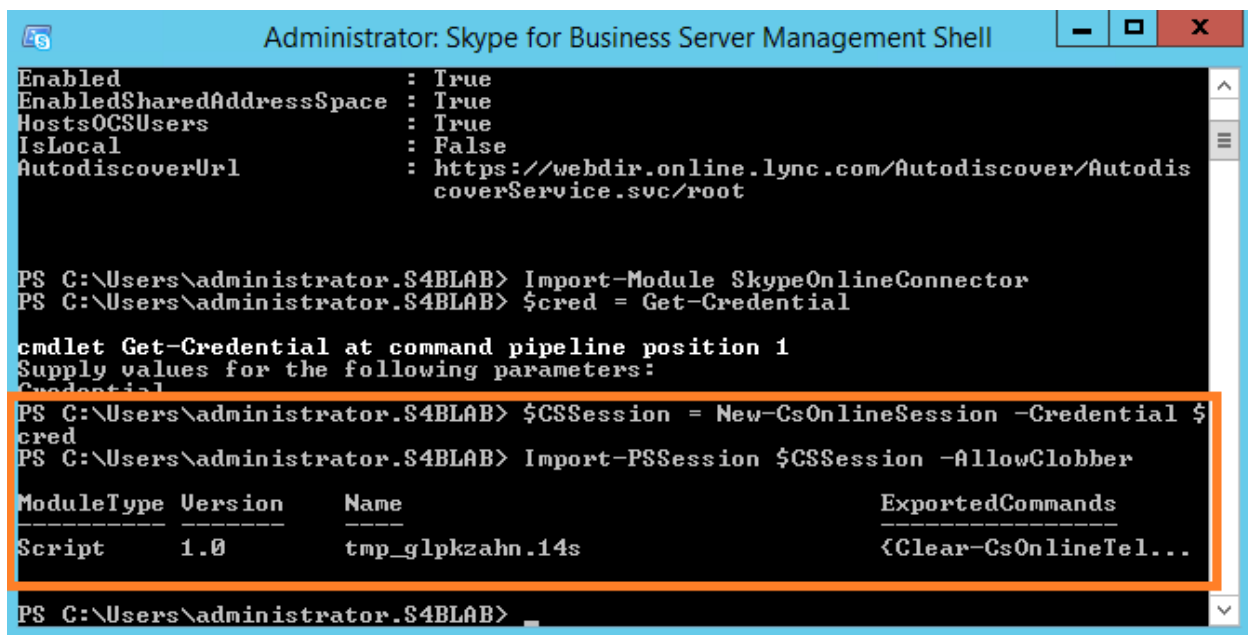 Administrator: Skype for Business Server Management Shell
Enabled : True
EnabledSharedAddressSpace : True
HostsOCSUsers : True
IsLocal : False
AutodiscoverUrl : https://webdir.online.lync.com/Autodiscover/Autodis
coverService.svc/root
PS C:\Users\administrator.S4BLAB> Import-Module SkypeOnlineConnector
PS C:\Users\administrator.S4BLAB> $cred = Get-Credential
cmdlet Get-Credential at command pipeline position 1
Supply values for the following parameters:
Credential
PS C:\Users\administrator.S4BLAB> $CSSession = New-CsOnlineSession -Credential $
cred
PS C:\Users\administrator.S4BLAB> Import-PSSession $CSSession -AllowClobber
ModuleType Version Name ExportedCommands
---------- ------- ---- ----------------
Script 1.0 tmp_glpkzahn.14s {Clear-CsOnlineTel...
PS C:\Users\administrator.S4BLAB> _